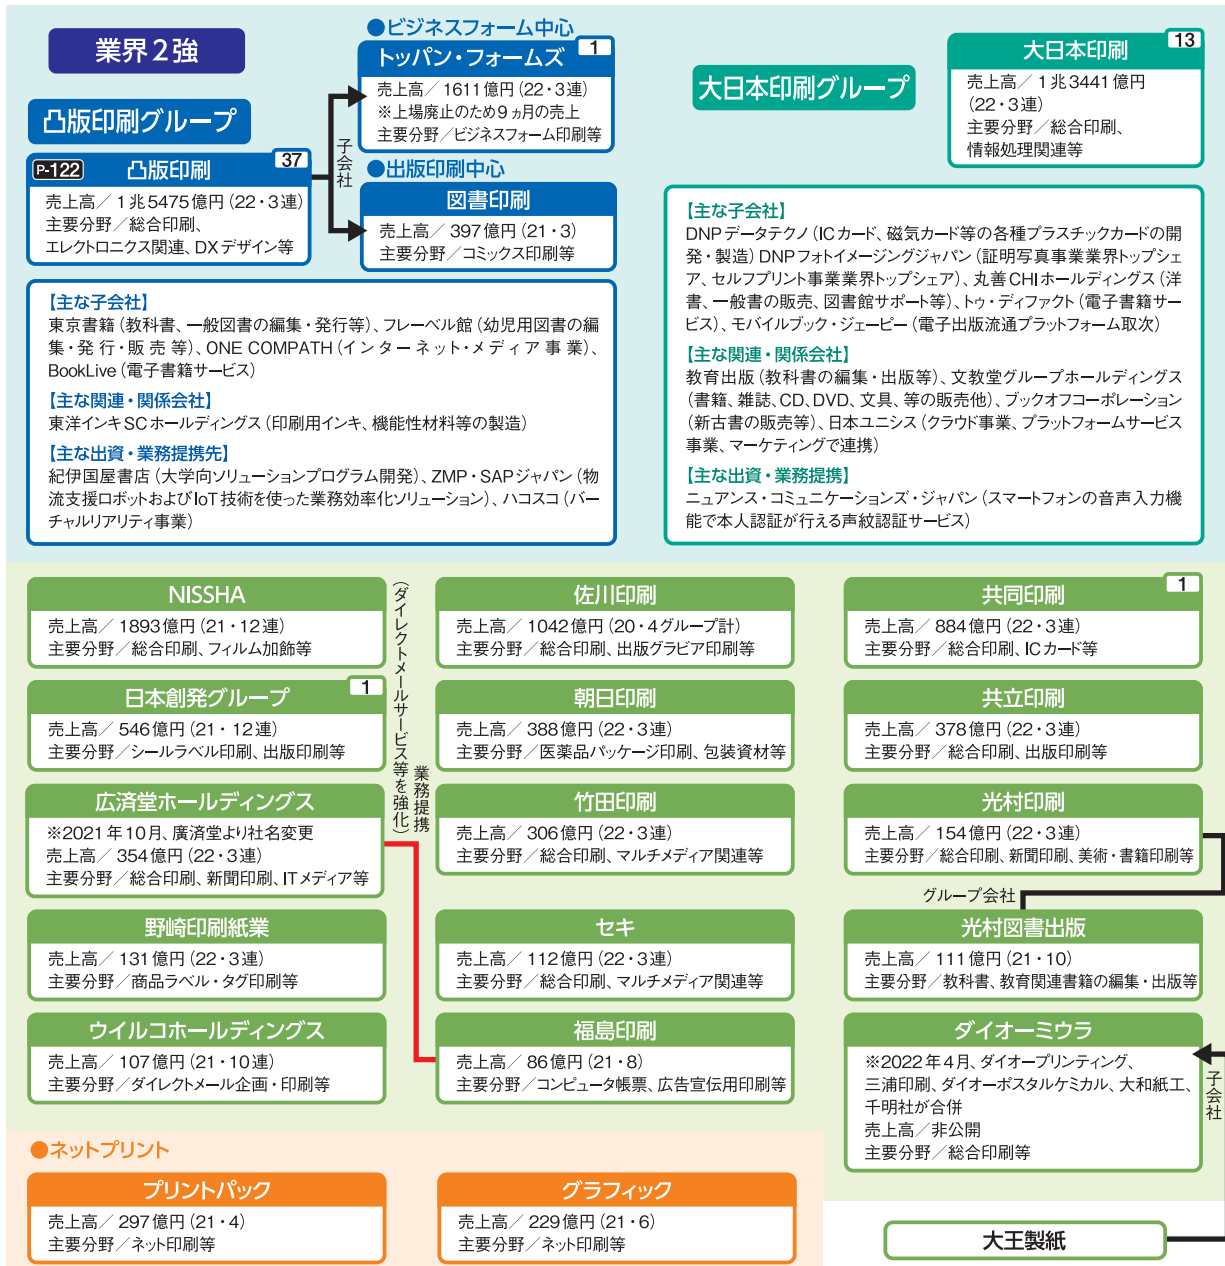 業界2強
凸版印刷グループ
P-122 凸版印刷 37
売上高/1兆5475億円(22・3連)
主要分野/総合印刷、
エレクトロニクス関連、DXデザイン等
子会社
●ビジネスフォーム中心
トッパン・フォームズ 1
売上高/1611億円(22・3連)
※上場廃止のため9ヵ月の売上
主要分野/ビジネスフォーム印刷等
●出版印刷中心
図書印刷
売上高/397億円(21・3)
主要分野/コミックス印刷等
【主な子会社】
東京書籍(教科書、一般図書の編集・発行等)、フレーベル館(幼児用図書の編
集・発行・販売等)、ONE COMPATH(インターネット・メディア事業)、
BookLive(電子書籍サービス)
【主な関連・関係会社】
東洋インキSCホールディングス(印刷用インキ、機能性材料等の製造)
【主な出資・業務提携先】
紀伊国屋書店(大学向ソリューションプログラム開発)、ZMP・SAPジャパン(物
流支援ロボットおよびIoT技術を使った業務効率化ソリューション)、ハコスコ(バー
チャルリアリティ事業)
大日本印刷グループ
大日本印刷 13
売上高/1兆3441億円
(22・3連)
主要分野/総合印刷、
情報処理関連等
【主な子会社】
DNPデータテクノ(ICカード、磁気カード等の各種プラスチックカードの開
発・製造)DNPフォトイメージングジャパン(証明写真事業業界トップシェ
ア、セルフプリント事業業界トップシェア)、丸善CHIホールディングス(洋
書、一般書の販売、図書館サポート等)、トゥ・ディファクト(電子書籍サー
ビス)、モバイルブック・ジェーピー(電子出版流通プラットフォーム取次)
【主な関連・関係会社】
教育出版(教科書の編集・出版等)、文教堂グループホールディングス
(書籍、雑誌、CD、DVD、文具、等の販売他)、ブックオフコーポレーション
(新古書の販売等)、日本ユニシス(クラウド事業、プラットフォームサービス
事業、マーケティングで連携)
【主な出資・業務提携】
ニュアンス・コミュニケーションズ・ジャパン(スマートフォンの音声入力機
能で本人認証が行える声紋認証サービス)
NISSHA
売上高/1893億円(21・12連)
主要分野/総合印刷、フィルム加飾等
日本創発グループ 1
売上高/546億円(21・12連)
主要分野/シールラベル印刷、出版印刷等
広済堂ホールディングス
※2021年10月、廣済堂より社名変更
売上高/354億円(22・3連)
主要分野/総合印刷、新聞印刷、ITメディア等
野崎印刷紙業
売上高/131億円(22・3連)
主要分野/商品ラベル・タグ印刷等
ウイルコホールディングス
売上高/107億円(21・10連)
主要分野/ダイレクトメール企画・印刷等
業務提携
(ダイレクトメールサービス等を強化)
佐川印刷
売上高/1042億円(20・4グループ計)
主要分野/総合印刷、出版グラビア印刷等
朝日印刷
売上高/388億円(22・3連)
主要分野/医薬品パッケージ印刷、包装資材等
竹田印刷
売上高/306億円(22・3連)
主要分野/総合印刷、マルチメディア関連等
セキ
売上高/112億円(22・3連)
主要分野/総合印刷、マルチメディア関連等
福島印刷
売上高/86億円(21・8)
主要分野/コンピュータ帳票、広告宣伝用印刷等
共同印刷 1
売上高/884億円(22・3連)
主要分野/総合印刷、ICカード等
共立印刷
売上高/378億円(22・3連)
主要分野/総合印刷、出版印刷等
光村印刷
売上高/154億円(22・3連)
主要分野/総合印刷、新聞印刷、美術・書籍印刷等
グループ会社
光村図書出版
売上高/111億円(21・10)
主要分野/教科書、教育関連書籍の編集・出版等
ダイオーミウラ
※2022年4月、ダイオープリンティング、
三浦印刷、ダイオーポスタルケミカル、大和紙工、
千明社が合併
売上高/非公開
主要分野/総合印刷等
子会社
大王製紙
●ネットプリント
プリントパック
売上高/297億円(21・4)
主要分野/ネット印刷等
グラフィック
売上高/229億円(21・6)
主要分野/ネット印刷等